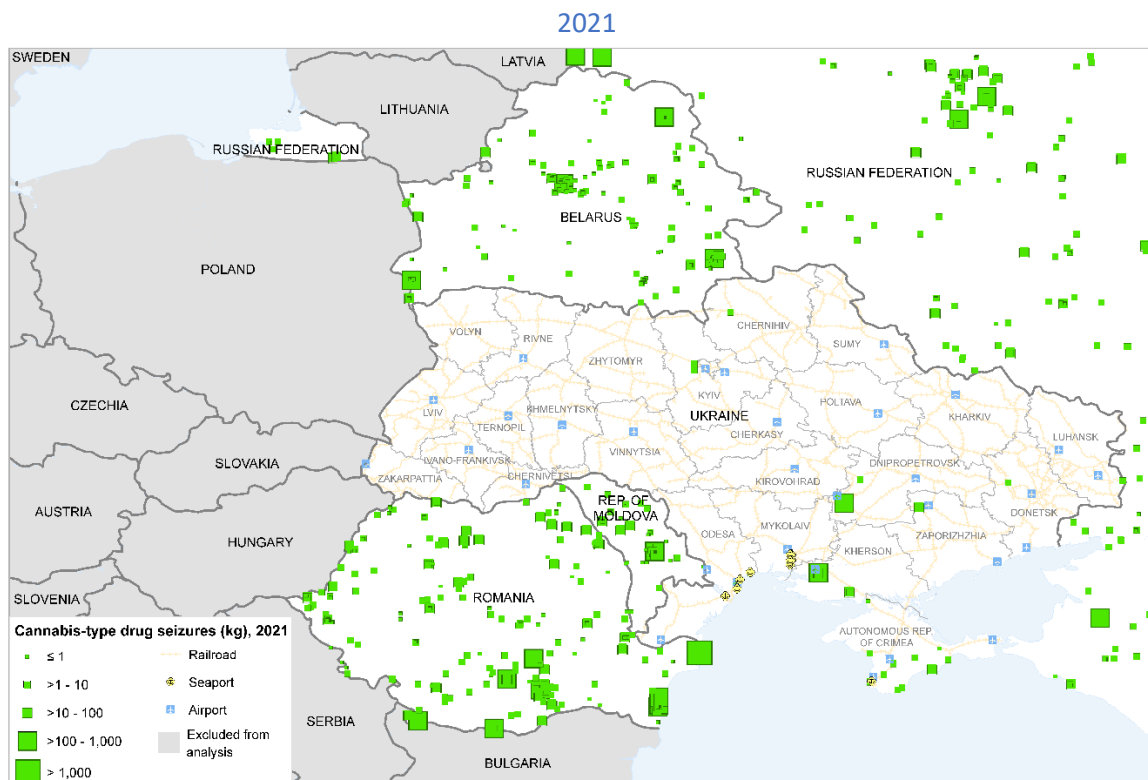 2021
SWEDEN
LATVIA
LITHUANIA
RUSSIAN FEDERATION
RUSSIAN FEDERATION
BELARUS
POLAND
VOLYN
RIVNE
ZHYTOMYR
CHERNIHIV
SUMY
KYIV
CZECHIA
LVIV
KHMELNYTSKY
TERNOPIL
UKRAINE
POLTAVA
KHARKIV
CHERKASY
LUHANSK
SLOVAKIA
IVANO-FRANKIVSK
VINNYTSIA
ZAKARPATTIA
CHERNIVETSI
DNIPROPETROVSK
KIROVOHRAD
AUSTRIA
HUNGARY
REP. OF
MOLDOVA
DONETSK
ODESA
MYKOLAIV
ZAPORIZHZHIA
KHERSON
SLOVENIA
ROMANIA
AUTONOMOUS REP.
OF CRIMEA
SERBIA
BULGARIA
Cannabis-type drug seizures (kg), 2021
≤ 1
>1 - 10
>10 - 100
>100 - 1,000
> 1,000
Railroad
Seaport
Airport
Excluded from
analysis